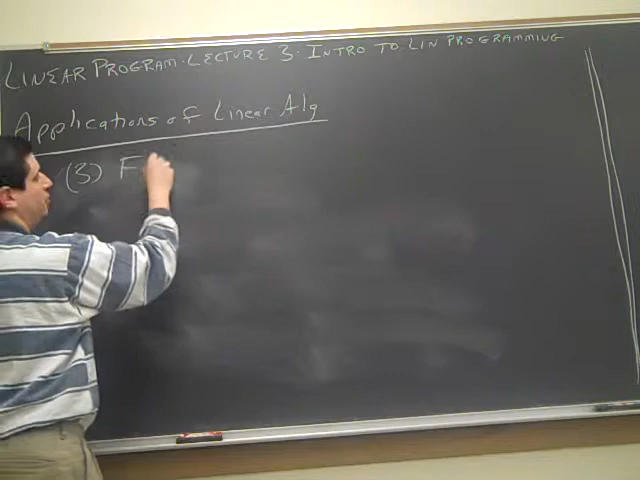 LINEAR PROGRAM. LECTURE 3. INTRO TO LIN PROGRAMMING
Applications of Linear Alg
(3) F